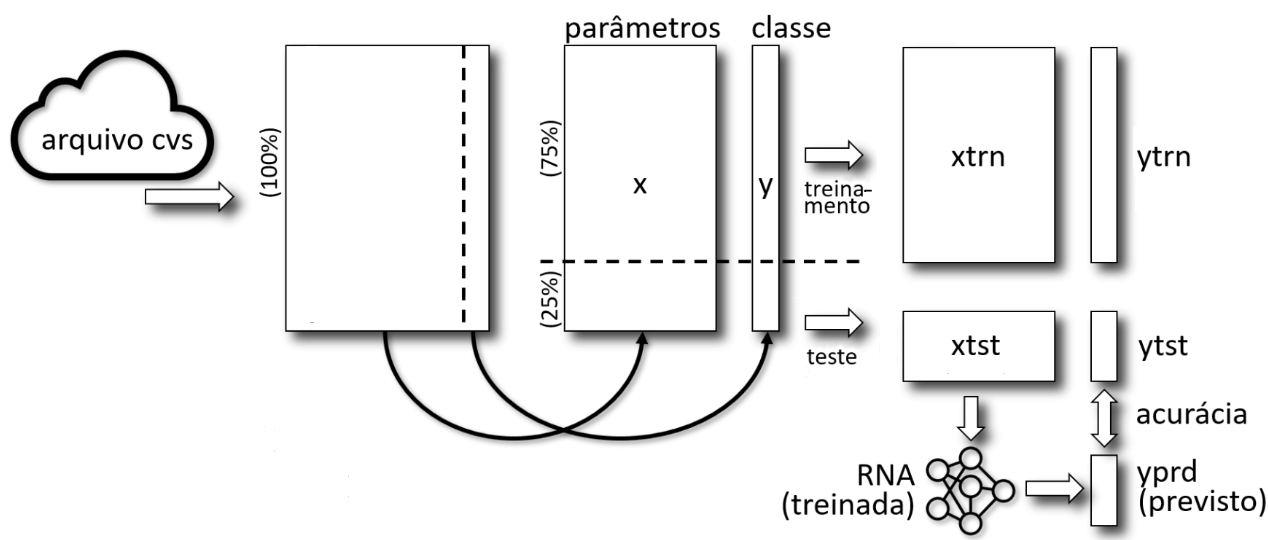 arquivo cvs
(100%)
parâmetros
classe
(75%)
(25%)
x
y
treina-
mento
teste
xtrn
ytrn
xtst
ytst
acurácia
RNA
(treinada)
yprd
(previsto)